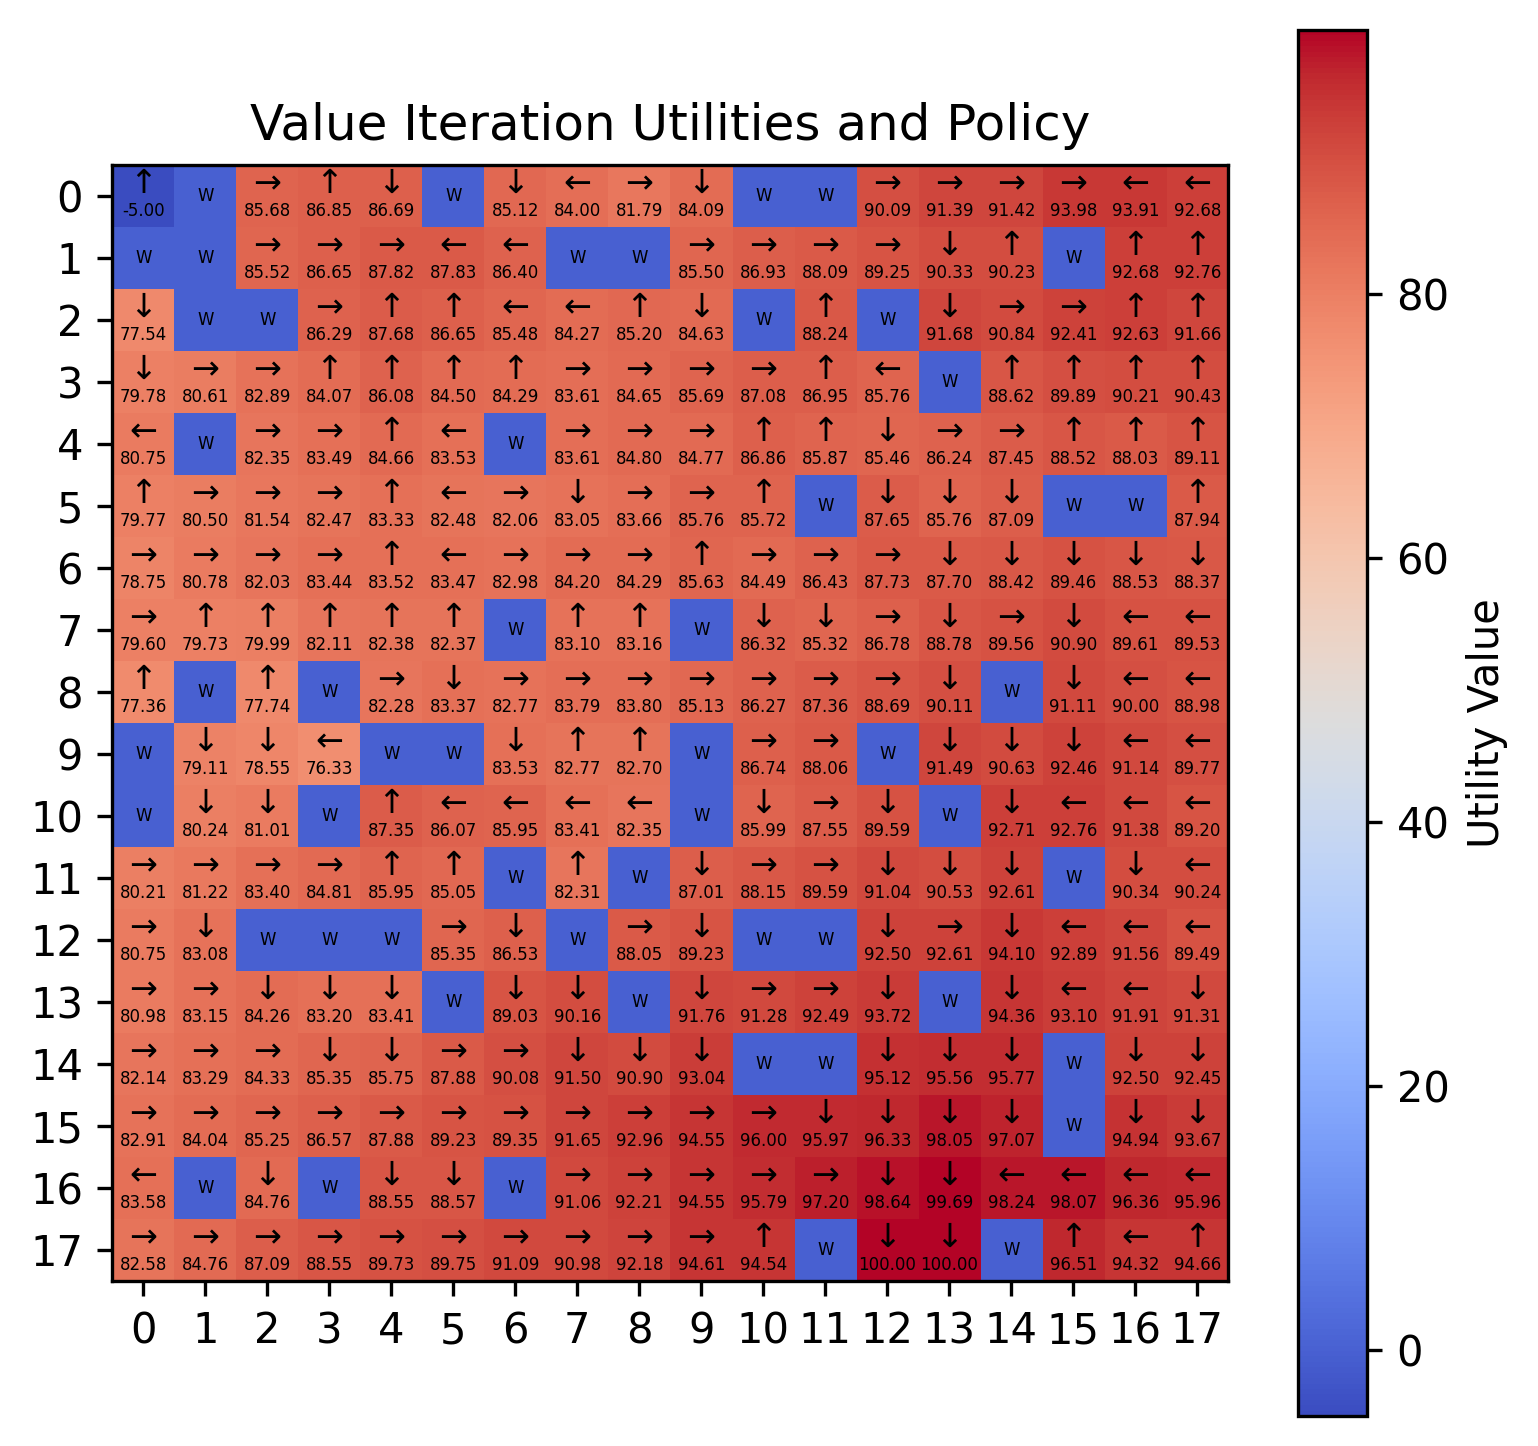 Value Iteration Utilities and Policy
0 ↑ W → ↑ ↓ W ↓ ← → ↓ W W → → → → ← ←
-5.00 85.68 86.85 86.69 85.12 84.00 81.79 84.09 90.09 91.39 91.42 93.98 93.91 92.68
1 W W → → → ← ← W W → → → → ↓ ↑ W ↑ ↑
85.52 86.65 87.82 87.83 86.40 85.50 86.93 88.09 89.25 90.33 90.23 92.68 92.76
2 ↓ W W → ↑ ↑ ← ← ↑ ↓ W ↑ W ↓ → → ↑ ↑
77.54 86.29 87.68 86.65 85.48 84.27 85.20 84.63 88.24 91.68 90.84 92.41 92.63 91.66
3 ↓ → → ↑ ↑ ↑ ↑ → → → → ↑ ← W ↑ ↑ ↑ ↑
79.78 80.61 82.89 84.07 86.08 84.50 84.29 83.61 84.65 85.69 87.08 86.95 85.76 88.62 89.89 90.21 90.43
4 ← W → → ↑ ← W → → → ↑ ↑ ↓ → → ↑ ↑ ↑
80.75 82.35 83.49 84.66 83.53 83.61 84.80 84.77 86.86 85.87 85.46 86.24 87.45 88.52 88.03 89.11
5 ↑ → → → ↑ ← → ↓ → → ↑ W ↓ ↓ ↓ W W ↑
79.77 80.50 81.54 82.47 83.33 82.48 82.06 83.05 83.66 85.76 85.72 87.65 85.76 87.09 87.94
6 → → → → ↑ ← → → → ↑ → → → ↓ ↓ ↓ ↓ ↓
78.75 80.78 82.03 83.44 83.52 83.47 82.98 84.20 84.29 85.63 84.49 86.43 87.73 87.70 88.42 89.46 88.53 88.37
7 → ↑ ↑ ↑ ↑ ↑ W ↑ ↑ W ↓ ↓ → ↓ → ↓ ← ←
79.60 79.73 79.99 82.11 82.38 82.37 83.10 83.16 86.32 85.32 86.78 88.78 89.56 90.90 89.61 89.53
8 ↑ W ↑ W → ↓ → → → → → → → ↓ W ↓ ← ←
77.36 77.74 82.28 83.37 82.77 83.79 83.80 85.13 86.27 87.36 88.69 90.11 91.11 90.00 88.98
9 W ↓ ↓ ← W W ↓ ↑ ↑ W → → W ↓ ↓ ↓ ← ←
79.11 78.55 76.33 83.53 82.77 82.70 86.74 88.06 91.49 90.63 92.46 91.14 89.77
10 W ↓ ↓ W ↑ ← ← ← ← W ↓ → ↓ W ↓ ← ← ←
80.24 81.01 87.35 86.07 85.95 83.41 82.35 85.99 87.55 89.59 92.71 92.76 91.38 89.20
11 → → → → ↑ ↑ W ↑ W ↓ → → ↓ ↓ ↓ W ↓ ←
80.21 81.22 83.40 84.81 85.95 85.05 82.31 87.01 88.15 89.59 91.04 90.53 92.61 90.34 90.24
12 → ↓ W W W → ↓ W → ↓ W W ↓ → ↓ ← ← ←
80.75 83.08 85.35 86.53 88.05 89.23 92.50 92.61 94.10 92.89 91.56 89.49
13 → → ↓ ↓ ↓ W ↓ ↓ W ↓ → → ↓ W ↓ ← ← ↓
80.98 83.15 84.26 83.20 83.41 89.03 90.16 91.76 91.28 92.49 93.72 94.36 93.10 91.91 91.31
14 → → → ↓ ↓ → → ↓ ↓ ↓ W W ↓ ↓ ↓ W ↓ ↓
82.14 83.29 84.33 85.35 85.75 87.88 90.08 91.50 90.90 93.04 95.12 95.56 95.77 92.50 92.45
15 → → → → → → → → → → → ↓ ↓ ↓ ↓ W ↓ ↓
82.91 84.04 85.25 86.57 87.88 89.23 89.35 91.65 92.96 94.55 96.00 95.97 96.33 98.05 97.07 94.94 93.67
16 ← W ↓ W ↓ ↓ W → → → → → ↓ ↓ ← ← ← ←
83.58 84.76 88.55 88.57 91.06 92.21 94.55 95.79 97.20 98.64 99.69 98.24 98.07 96.36 95.96
17 → → → → → → → → → → ↑ W ↓ ↓ W ↑ ← ↑
82.58 84.76 87.09 88.55 89.73 89.75 91.09 90.98 92.18 94.61 94.54 100.00 100.00 96.51 94.32 94.66
0 1 2 3 4 5 6 7 8 9 10 11 12 13 14 15 16 17
80
60
40
20
0
Utility Value